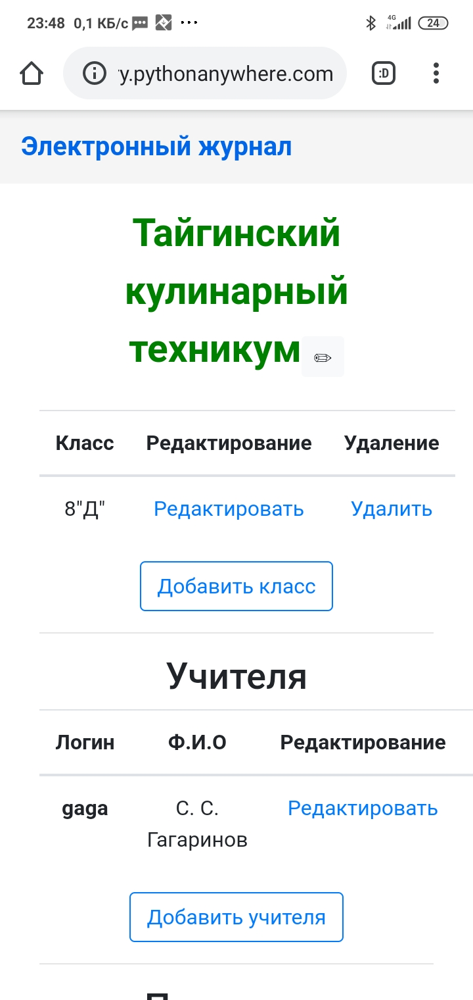 23:48 0,1 КБ/с
4G 24
y.pythonanywhere.com :D
Электронный журнал
Тайгинский
кулинарный
техникум
Класс Редактирование Удаление
8"Д" Редактировать Удалить
Добавить класс
Учителя
Логин Ф.И.О Редактирование
gaga С. С. Редактировать
Гагаринов
Добавить учителя